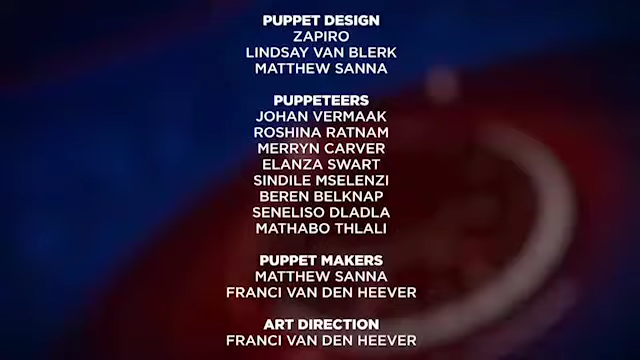 PUPPET DESIGN
ZAPIRO
LINDSAY VAN BLERK
MATTHEW SANNA
PUPPETEERS
JOHAN VERMAAK
ROSHINA RATNAM
MERRYN CARVER
ELANZA SWART
SINDILE MSELENZI
BEREN BELKNAP
SENELISO DLADLA
MATHABO THLALI
PUPPET MAKERS
MATTHEW SANNA
FRANCI VAN DEN HEEVER
ART DIRECTION
FRANCI VAN DEN HEEVER